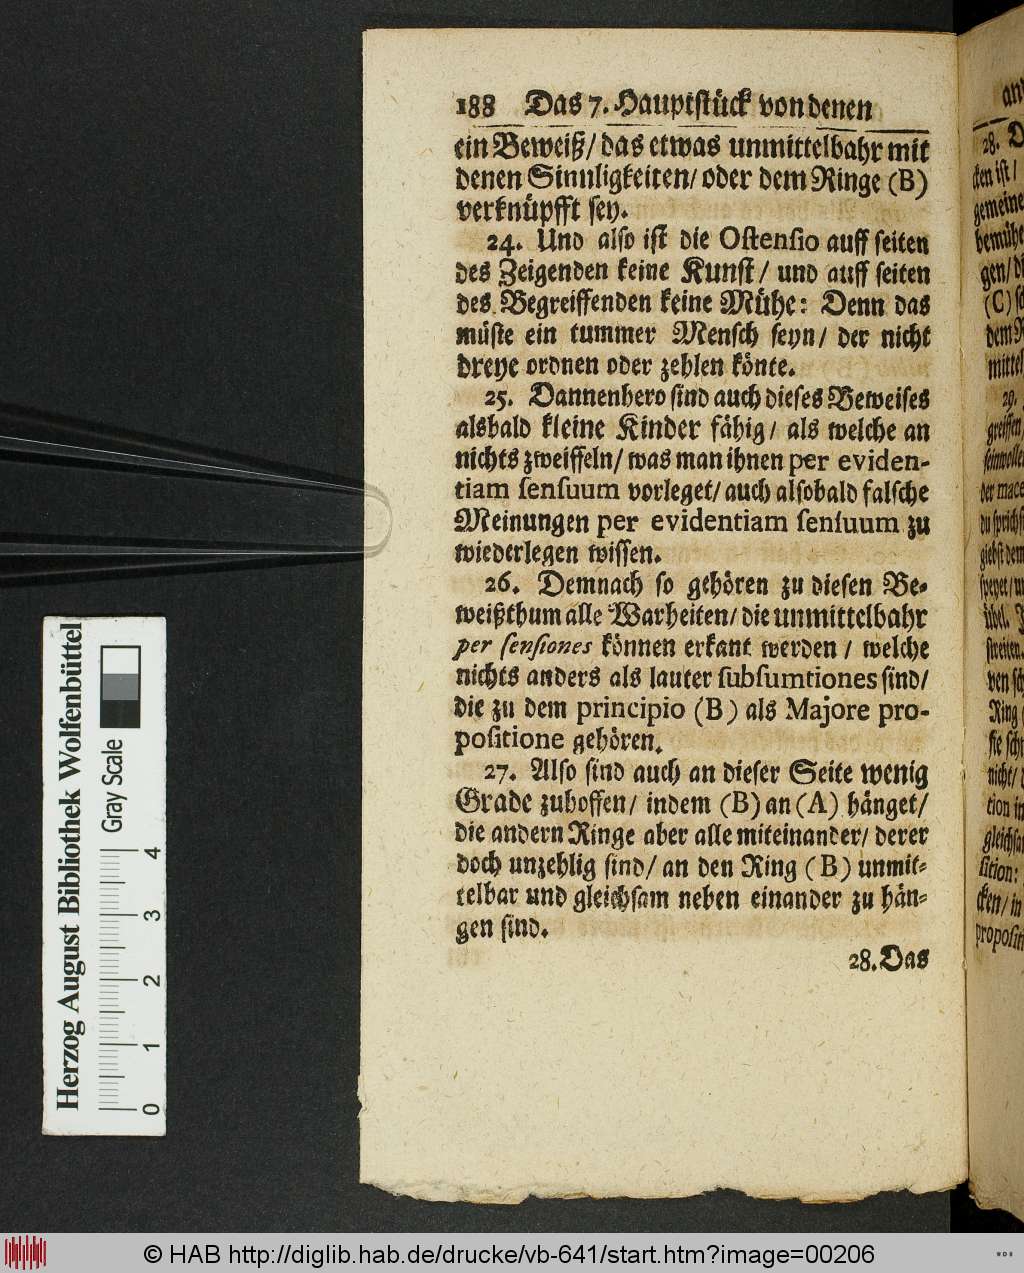 188 Das 7. Hauptſtück von denen
ein Beweiß/ das etwas unmittelbahr mit
denen Sinnligkeiten/ oder dem Ringe (B)
verknüpfft ſey.
24. Und alſo iſt die Oſtenſio auff ſeiten
des Zeigenden keine Kunſt/ und auff ſeiten
des Begreiffenden keine Mühe: Denn das
müſte ein tummer Menſch ſeyn/ der nicht
dreye ordnen oder zehlen könte.
25. Dannenhero ſind auch dieſes Beweiſes
alsbald kleine Kinder fähig/ als welche an
nichts zweiffeln/ was man ihnen per eviden-
tiam ſenſuum vorleget/ auch alſobald falſche
Meinungen per evidentiam ſenſuum zu
wiederlegen wiſſen.
26. Demnach ſo gehören zu dieſen Be-
weißthum alle Warheiten/ die unmittelbahr
per ſenſiones können erkant werden / welche
nichts anders als lauter ſubſumtiones ſind/
die zu dem principio (B) als Majore pro-
poſitione gehören.
27. Alſo ſind auch an dieſer Seite wenig
Grade zuhoffen/ indem (B) an (A) hänget/
die andern Ringe aber alle miteinander/ derer
doch unzehlig ſind/ an den Ring (B) unmit-
telbar und gleichſam neben einander zu hän-
gen ſind.
28. Das
28. D
(C)
29.
Ring
Herzog August Bibliothek Wolfenbüttel
Gray Scale
0 1 2 3 4
© HAB http://diglib.hab.de/drucke/vb-641/start.htm?image=00206